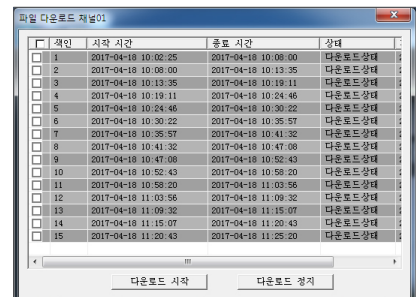 파일 다운로드 채널01
색인 시작 시간 종료 시간 상태
1 2017-04-18 10:02:25 2017-04-18 10:08:00 다운로드상태
2 2017-04-18 10:08:00 2017-04-18 10:13:35 다운로드상태
3 2017-04-18 10:13:35 2017-04-18 10:19:11 다운로드상태
4 2017-04-18 10:19:11 2017-04-18 10:24:46 다운로드상태
5 2017-04-18 10:24:46 2017-04-18 10:30:22 다운로드상태
6 2017-04-18 10:30:22 2017-04-18 10:35:57 다운로드상태
7 2017-04-18 10:35:57 2017-04-18 10:41:32 다운로드상태
8 2017-04-18 10:41:32 2017-04-18 10:47:08 다운로드상태
9 2017-04-18 10:47:08 2017-04-18 10:52:43 다운로드상태
10 2017-04-18 10:52:43 2017-04-18 10:58:20 다운로드상태
11 2017-04-18 10:58:20 2017-04-18 11:03:56 다운로드상태
12 2017-04-18 11:03:56 2017-04-18 11:09:32 다운로드상태
13 2017-04-18 11:09:32 2017-04-18 11:15:07 다운로드상태
14 2017-04-18 11:15:07 2017-04-18 11:20:43 다운로드상태
15 2017-04-18 11:20:43 2017-04-18 11:25:20 다운로드상태
다운로드 시작 다운로드 정지